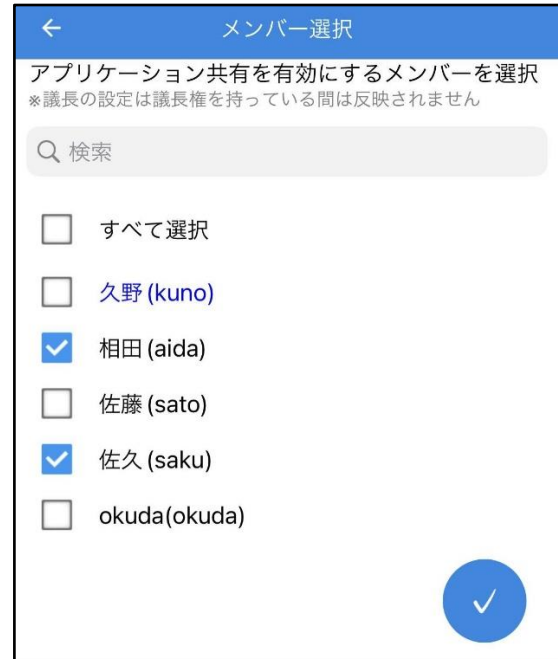 メンバー選択
アプリケーション共有を有効にするメンバーを選択
※議長の設定は議長権を持っている間は反映されません
検索
すべて選択
久野(kuno)
相田(aida)
佐藤(sato)
佐久(saku)
okuda(okuda)